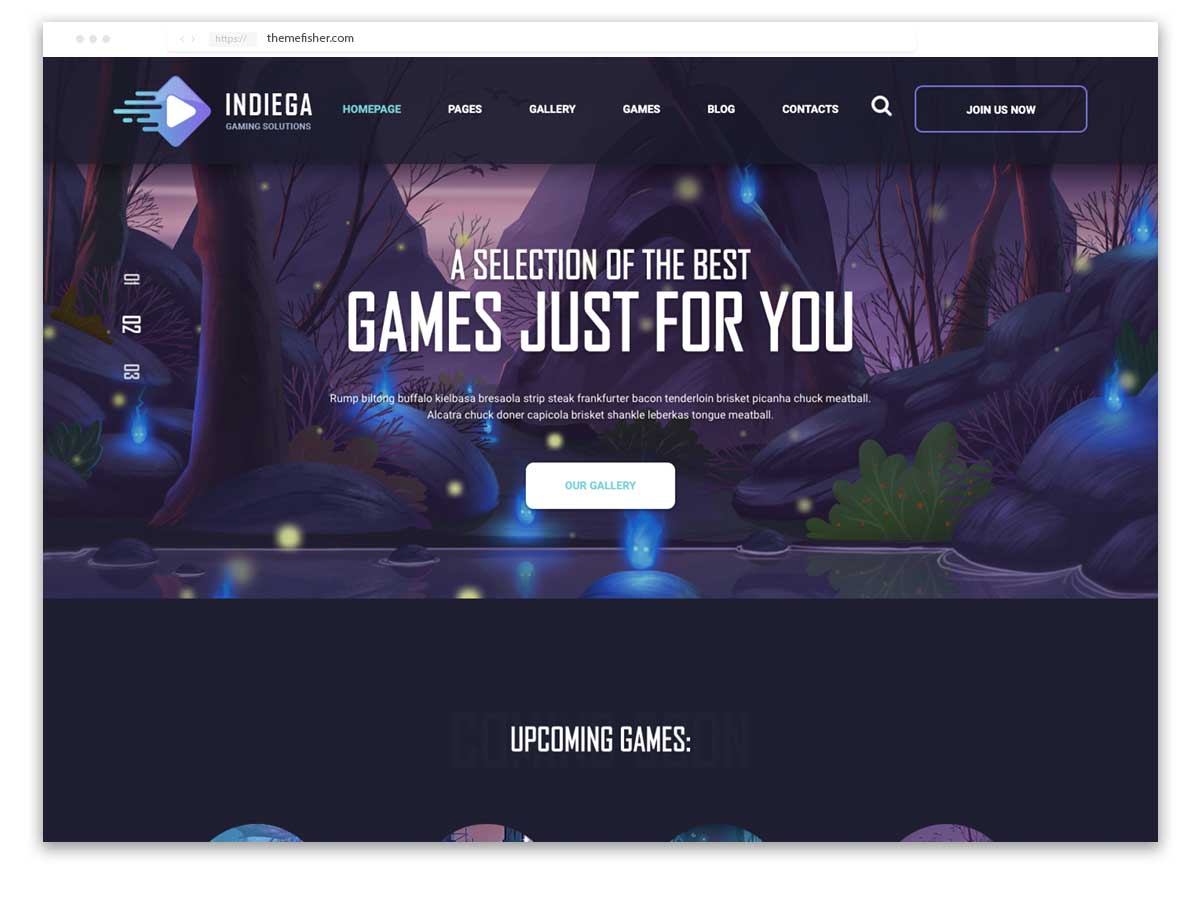 https://
themefisher.com
INDIEGA
GAMING SOLUTIONS
HOMEPAGE
PAGES
GALLERY
GAMES
BLOG
CONTACTS
JOIN US NOW
01
02
03
A SELECTION OF THE BEST
GAMES JUST FOR YOU
Rump biltong buffalo kielbasa bresaola strip steak frankfurter bacon tenderloin brisket picanha chuck meatball.
Alcatra chuck doner capicola brisket shankle leberkas tongue meatball.
OUR GALLERY
COMING SOON
UPCOMING GAMES: